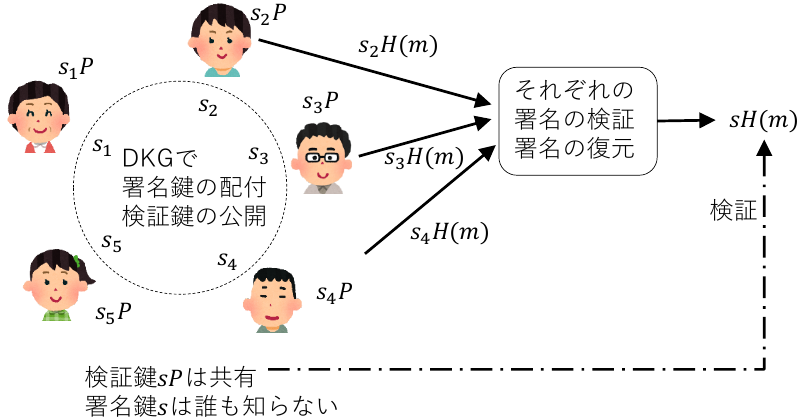 s₂P
s₂H(m)
s₁P
s₂
s₃P
それぞれの
署名の検証
署名の復元
sH(m)
s₁
s₃
DKGで
署名鍵の配付
検証鍵の公開
s₃H(m)
検証
s₄H(m)
s₅
s₄
s₅P
s₄P
検証鍵sPは共有
署名鍵sは誰も知らない